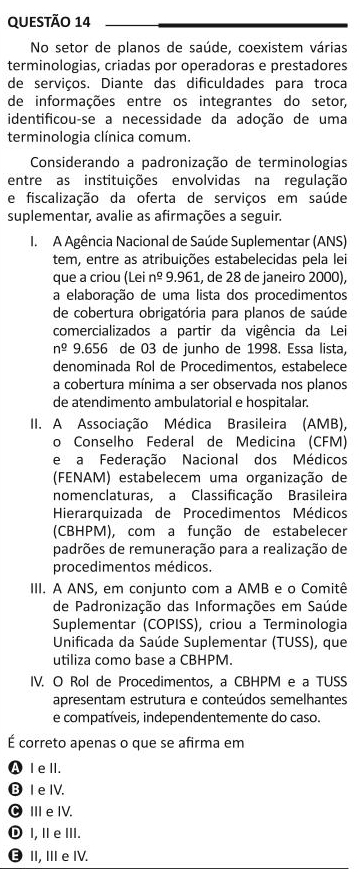 QUESTÃO 14
No setor de planos de saúde, coexistem várias
terminologias, criadas por operadoras e prestadores
de serviços. Diante das dificuldades para troca
de informações entre os integrantes do setor,
identificou-se a necessidade da adoção de uma
terminologia clínica comum.
Considerando a padronização de terminologias
entre as instituições envolvidas na regulação
e fiscalização da oferta de serviços em saúde
suplementar, avalie as afirmações a seguir.
I. A Agência Nacional de Saúde Suplementar (ANS)
tem, entre as atribuições estabelecidas pela lei
que a criou (Lei nº 9.961, de 28 de janeiro 2000),
a elaboração de uma lista dos procedimentos
de cobertura obrigatória para planos de saúde
comercializados a partir da vigência da Lei
nº 9.656 de 03 de junho de 1998. Essa lista,
denominada Rol de Procedimentos, estabelece
a cobertura mínima a ser observada nos planos
de atendimento ambulatorial e hospitalar.
II. A Associação Médica Brasileira (AMB),
o Conselho Federal de Medicina (CFM)
e a Federação Nacional dos Médicos
(FENAM) estabelecem uma organização de
nomenclaturas, a Classificação Brasileira
Hierarquizada de Procedimentos Médicos
(CBHPM), com a função de estabelecer
padrões de remuneração para a realização de
procedimentos médicos.
III. A ANS, em conjunto com a AMB e o Comitê
de Padronização das Informações em Saúde
Suplementar (COPISS), criou a Terminologia
Unificada da Saúde Suplementar (TUSS), que
utiliza como base a CBHPM.
IV. O Rol de Procedimentos, a CBHPM e a TUSS
apresentam estrutura e conteúdos semelhantes
e compatíveis, independentemente do caso.
É correto apenas o que se afirma em
A I e II.
B I e IV.
C III e IV.
D I, II e III.
E II, III e IV.